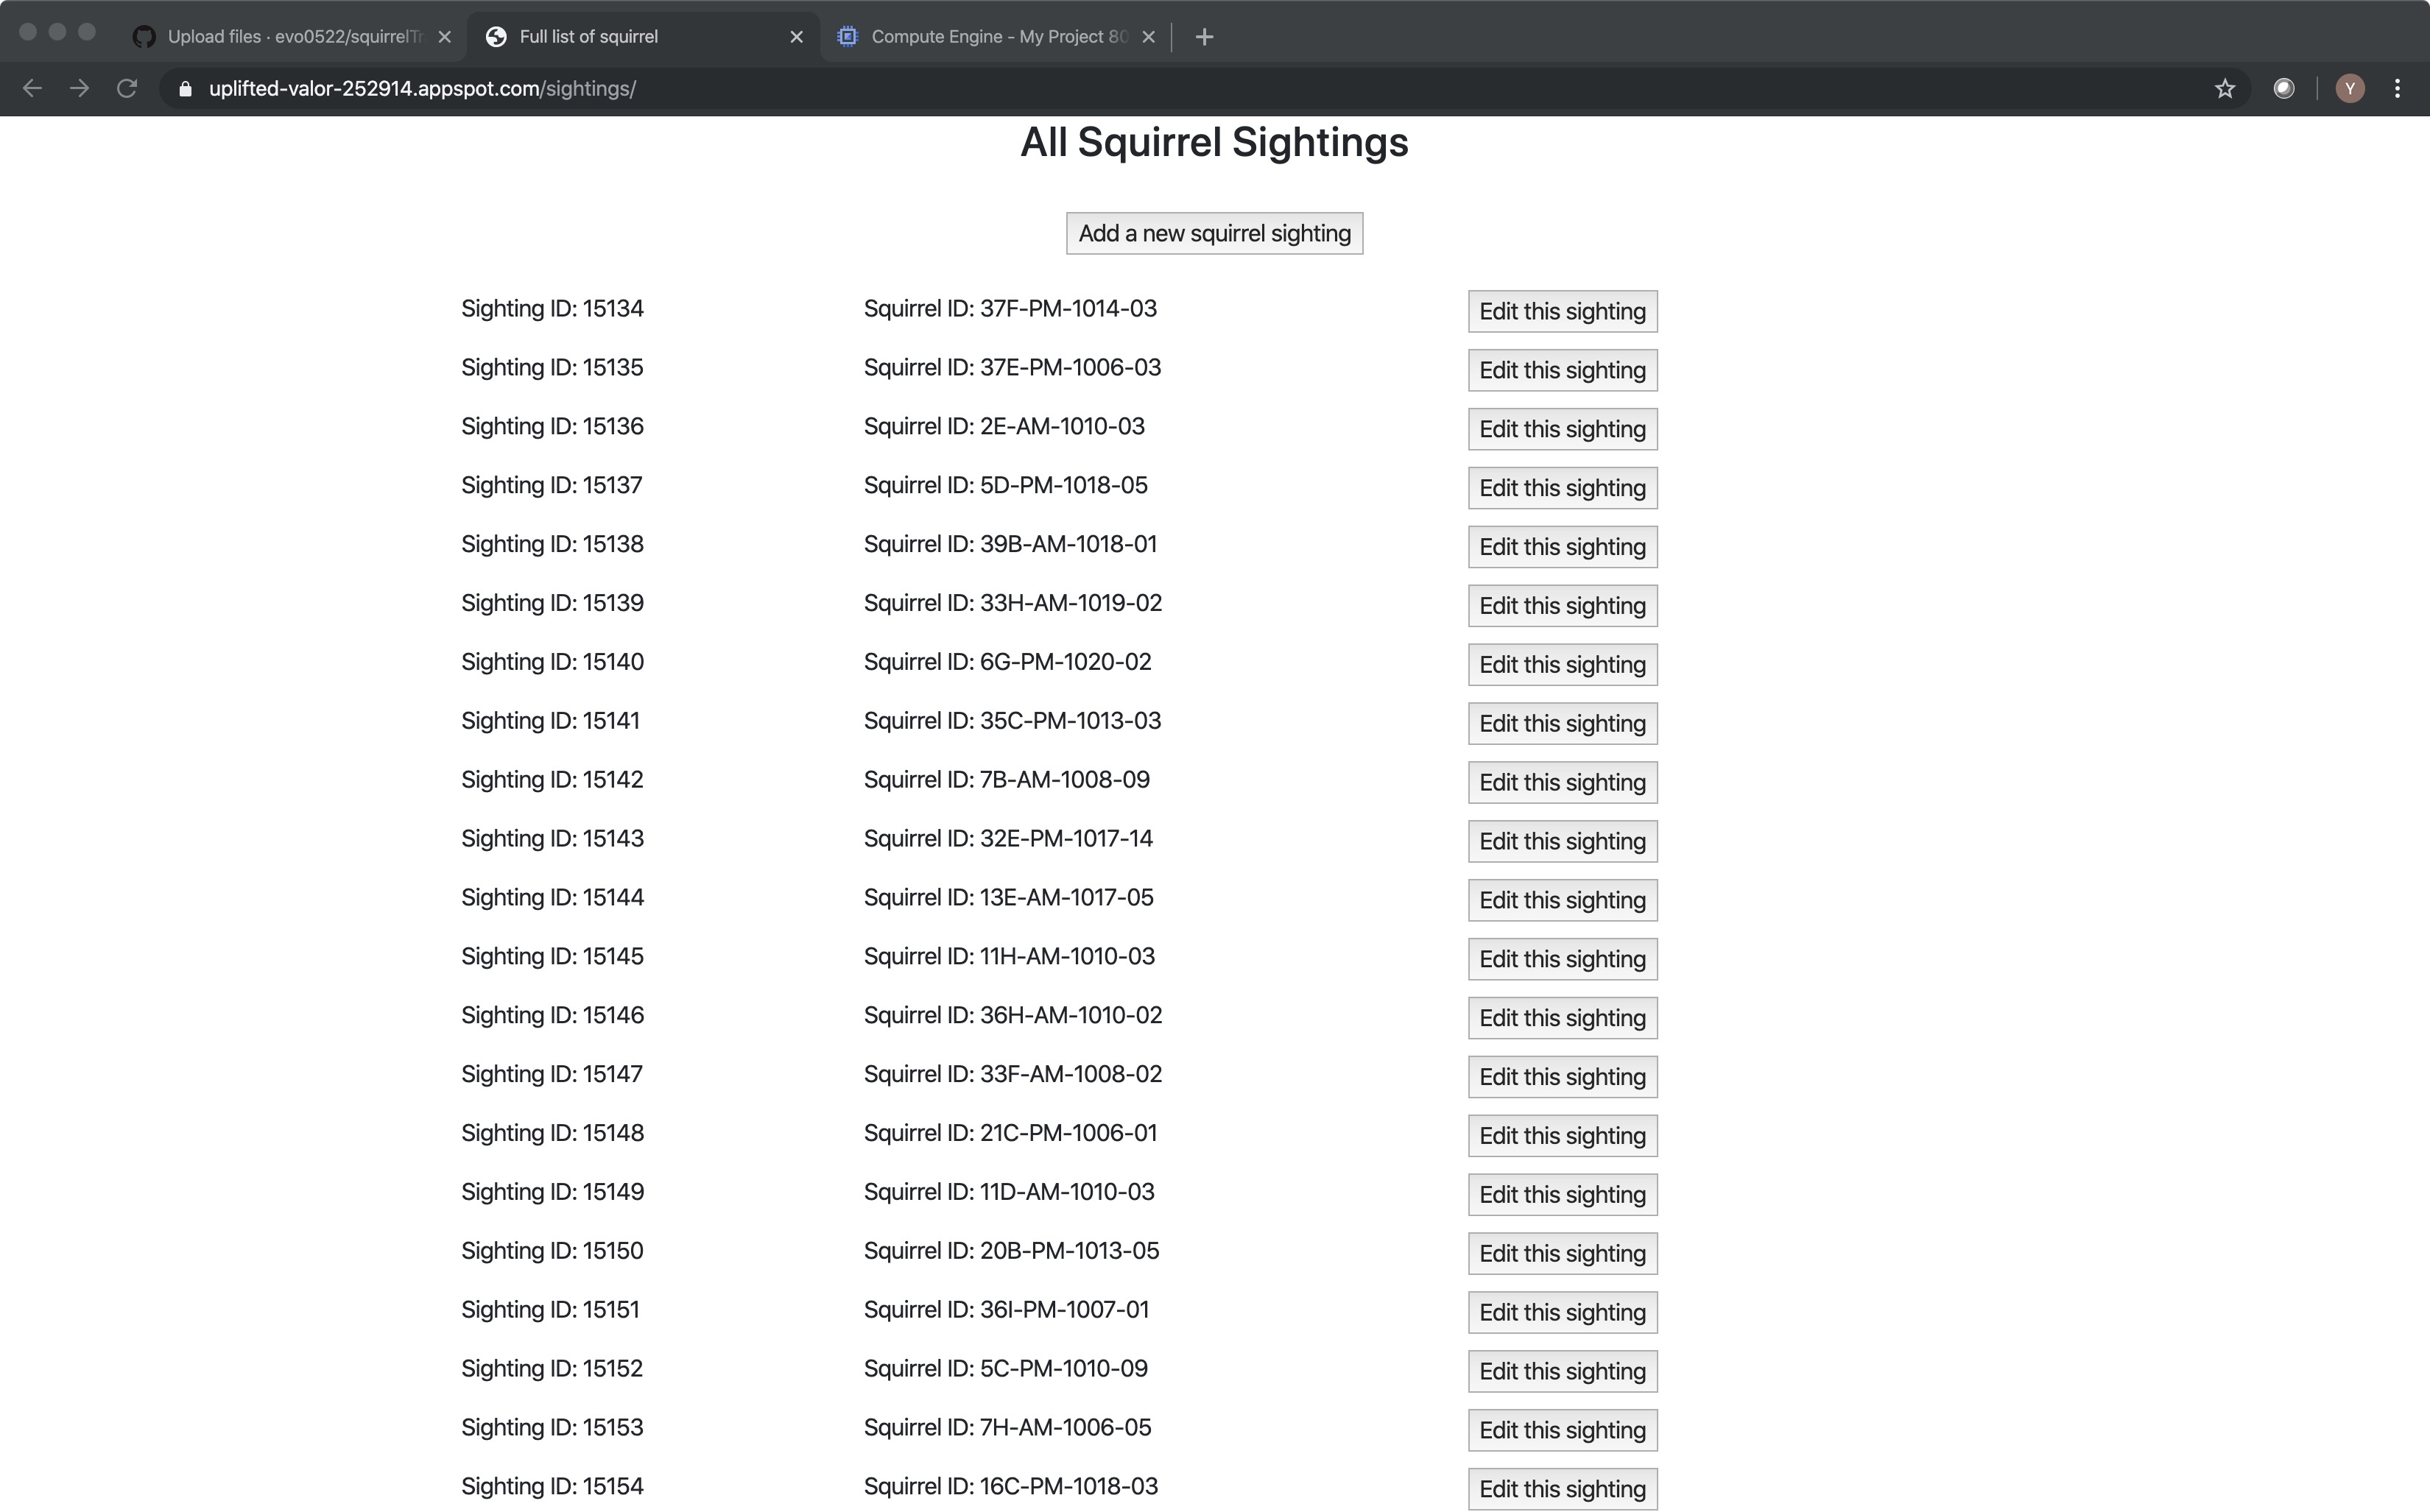 Upload files · evo0522/squirrelTr
Full list of squirrel
Compute Engine - My Project 80
uplifted-valor-252914.appspot.com/sightings/
Y
All Squirrel Sightings
Add a new squirrel sighting
Sighting ID: 15134 Squirrel ID: 37F-PM-1014-03 Edit this sighting
Sighting ID: 15135 Squirrel ID: 37E-PM-1006-03 Edit this sighting
Sighting ID: 15136 Squirrel ID: 2E-AM-1010-03 Edit this sighting
Sighting ID: 15137 Squirrel ID: 5D-PM-1018-05 Edit this sighting
Sighting ID: 15138 Squirrel ID: 39B-AM-1018-01 Edit this sighting
Sighting ID: 15139 Squirrel ID: 33H-AM-1019-02 Edit this sighting
Sighting ID: 15140 Squirrel ID: 6G-PM-1020-02 Edit this sighting
Sighting ID: 15141 Squirrel ID: 35C-PM-1013-03 Edit this sighting
Sighting ID: 15142 Squirrel ID: 7B-AM-1008-09 Edit this sighting
Sighting ID: 15143 Squirrel ID: 32E-PM-1017-14 Edit this sighting
Sighting ID: 15144 Squirrel ID: 13E-AM-1017-05 Edit this sighting
Sighting ID: 15145 Squirrel ID: 11H-AM-1010-03 Edit this sighting
Sighting ID: 15146 Squirrel ID: 36H-AM-1010-02 Edit this sighting
Sighting ID: 15147 Squirrel ID: 33F-AM-1008-02 Edit this sighting
Sighting ID: 15148 Squirrel ID: 21C-PM-1006-01 Edit this sighting
Sighting ID: 15149 Squirrel ID: 11D-AM-1010-03 Edit this sighting
Sighting ID: 15150 Squirrel ID: 20B-PM-1013-05 Edit this sighting
Sighting ID: 15151 Squirrel ID: 36I-PM-1007-01 Edit this sighting
Sighting ID: 15152 Squirrel ID: 5C-PM-1010-09 Edit this sighting
Sighting ID: 15153 Squirrel ID: 7H-AM-1006-05 Edit this sighting
Sighting ID: 15154 Squirrel ID: 16C-PM-1018-03 Edit this sighting